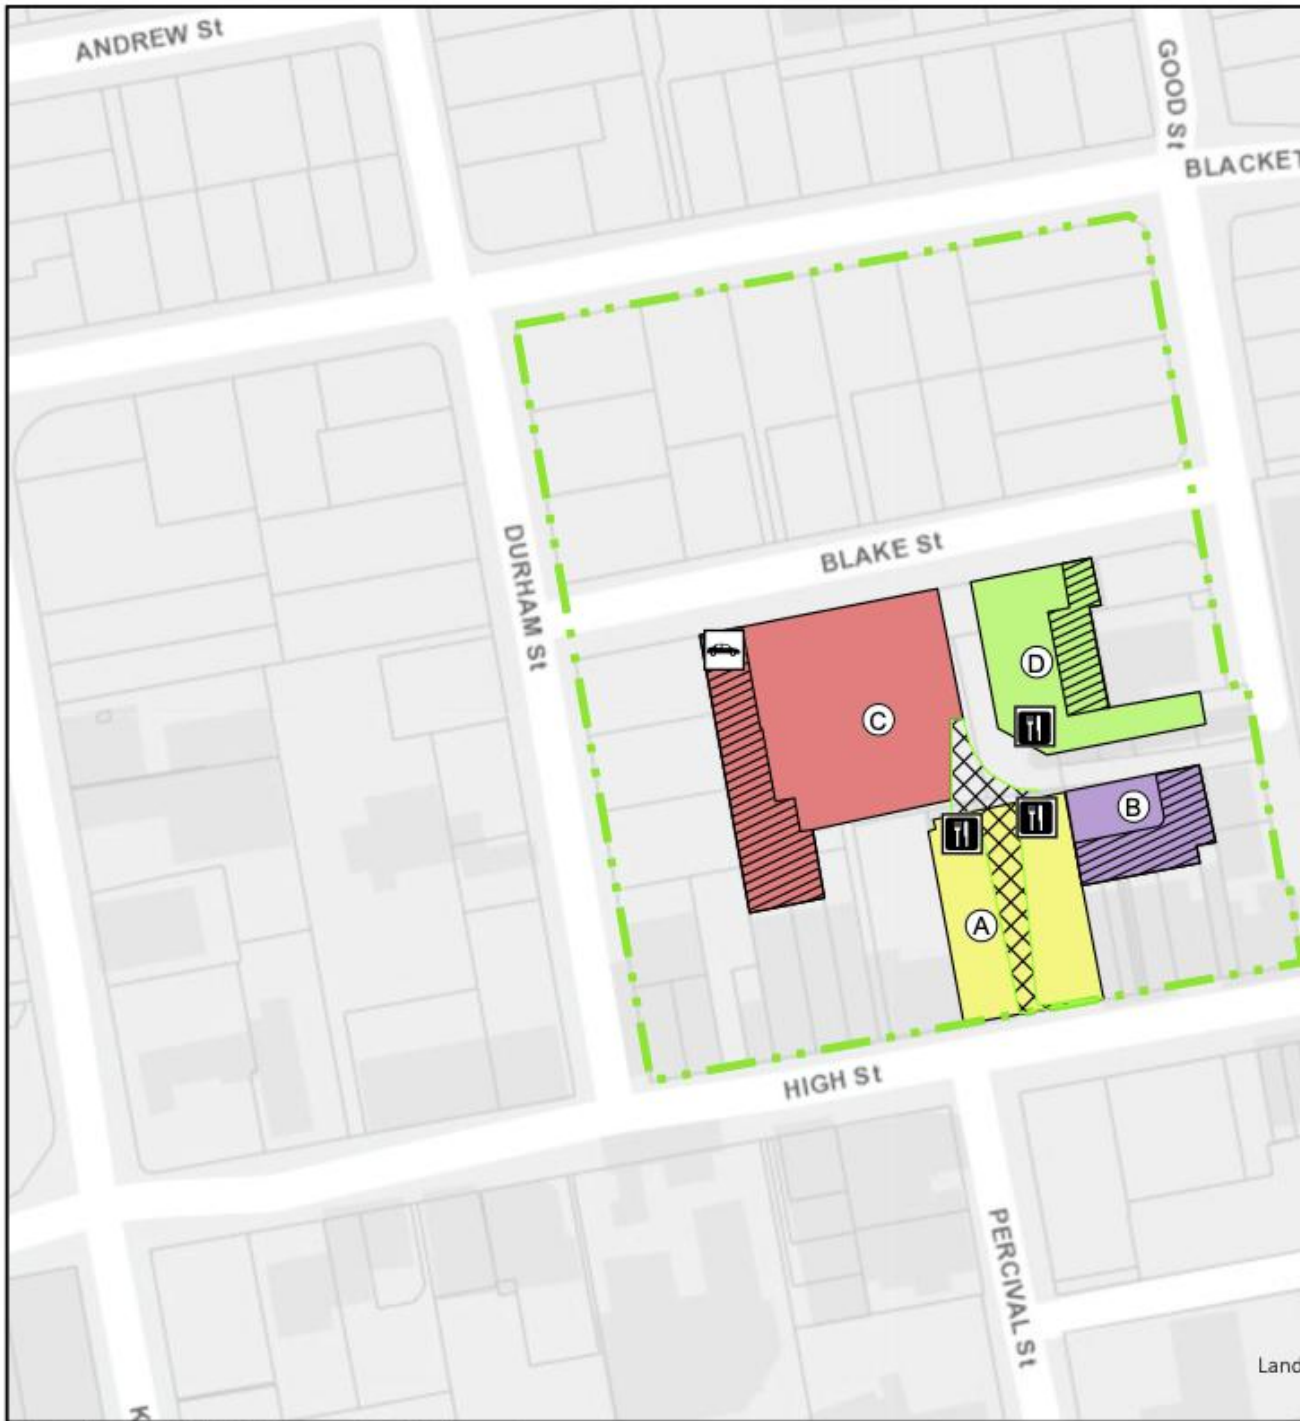 ANDREW St
GOOD St
BLACKET
DURHAM St
BLAKE St
D
C
B
A
HIGH St
PERCIVAL St
Land
K